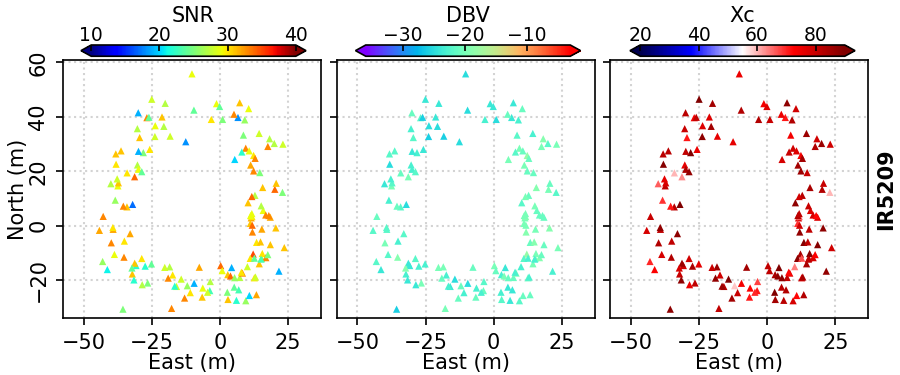 SNR DBV Xc
10 20 30 40 −30 −20 −10 20 40 60 80
60
40
20
0
−20
North (m)
−50 −25 0 25 −50 −25 0 25 −50 −25 0 25
East (m) East (m) East (m)
IR5209